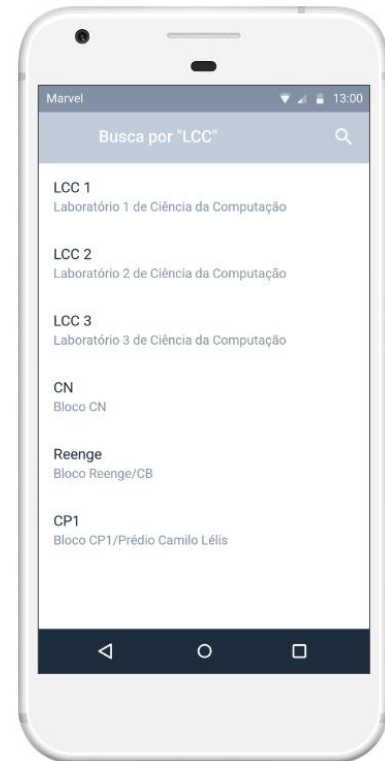 Marvel 13:00
Busca por "LCC"
LCC 1
Laboratório 1 de Ciência da Computação
LCC 2
Laboratório 2 de Ciência da Computação
LCC 3
Laboratório 3 de Ciência da Computação
CN
Bloco CN
Reenge
Bloco Reenge/CB
CP1
Bloco CP1/Prédio Camilo Lélis